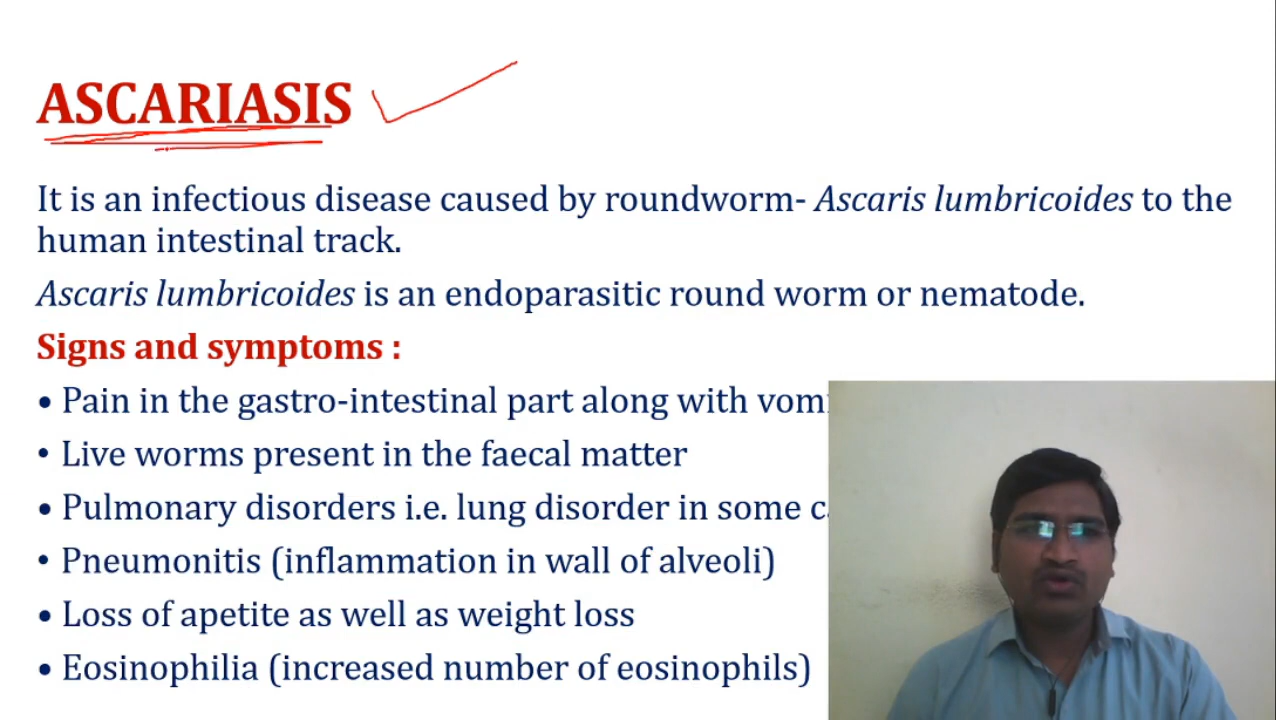 ASCARIASIS
It is an infectious disease caused by roundworm- Ascaris lumbricoides to the
human intestinal track.
Ascaris lumbricoides is an endoparasitic round worm or nematode.
Signs and symptoms :
• Pain in the gastro-intestinal part along with
• Live worms present in the faecal matter
• Pulmonary disorders i.e. lung disorder in some
• Pneumonitis (inflammation in wall of alveoli)
• Loss of apetite as well as weight loss
• Eosinophilia (increased number of eosinophils)